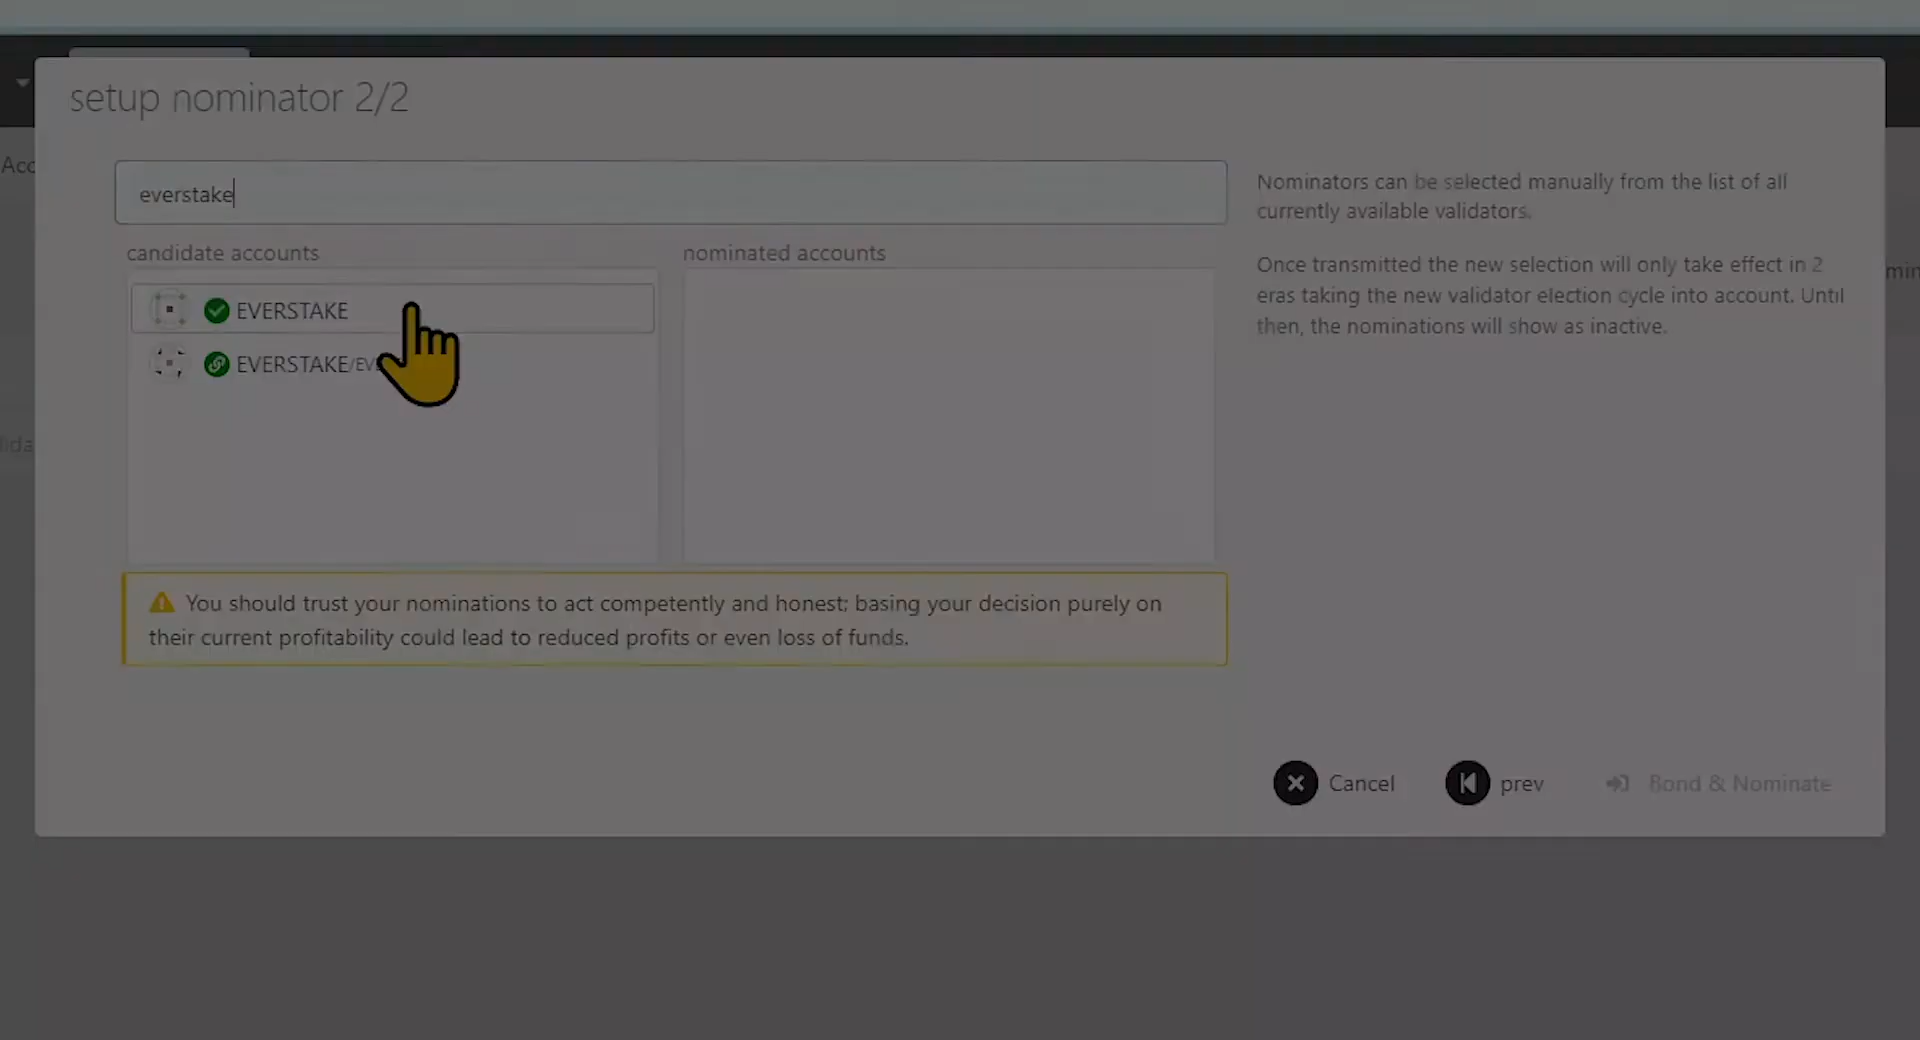 setup nominator 2/2
Acc
everstake
Nominators can be selected manually from the list of all
currently available validators.
candidate accounts
nominated accounts
Once transmitted the new selection will only take effect in 2
eras taking the new validator election cycle into account. Until
then, the nominations will show as inactive.
EVERSTAKE
EVERSTAKE/EV
You should trust your nominations to act competently and honest; basing your decision purely on
their current profitability could lead to reduced profits or even loss of funds.
Cancel
prev
Bond & Nominate